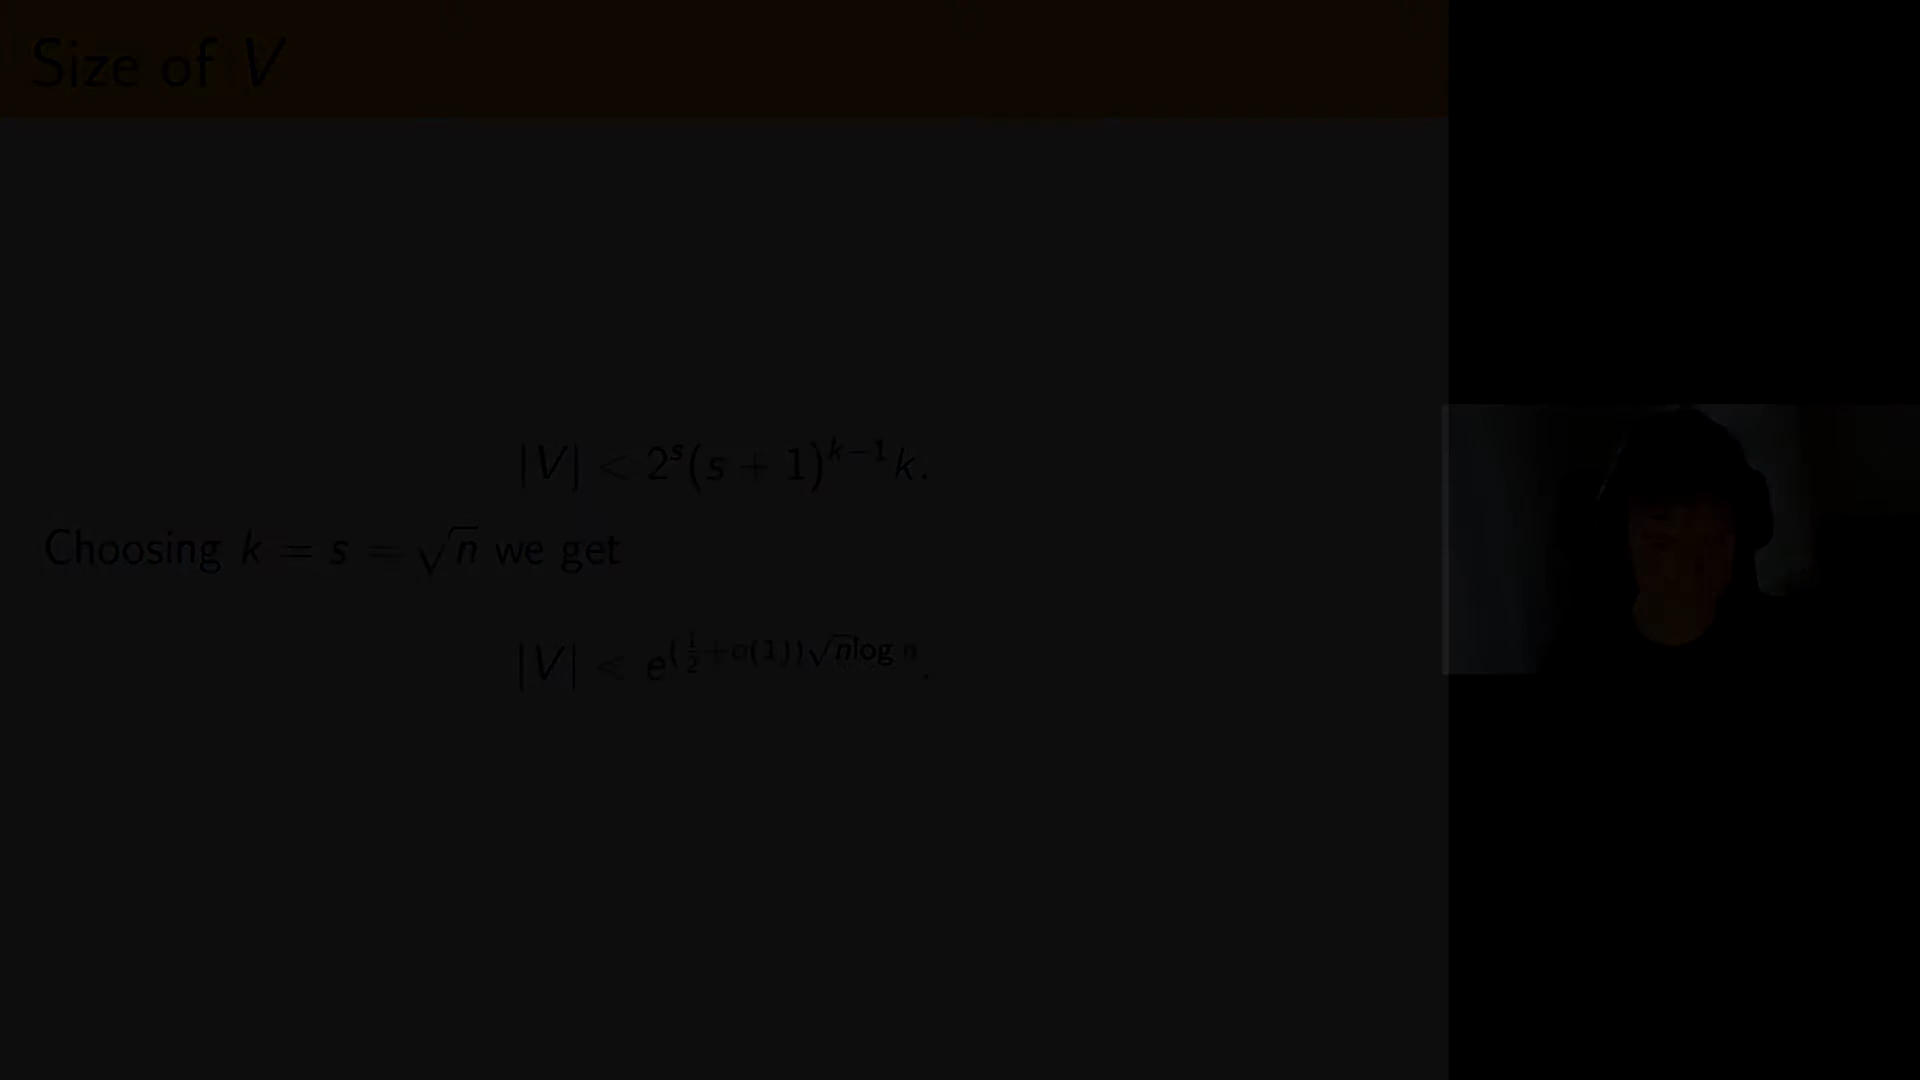 Size of V
|V| < 2^s(s + 1)^{k−1}k.
Choosing k = s = √n we get
|V| < e^{(1/2+o(1))√n log n}.